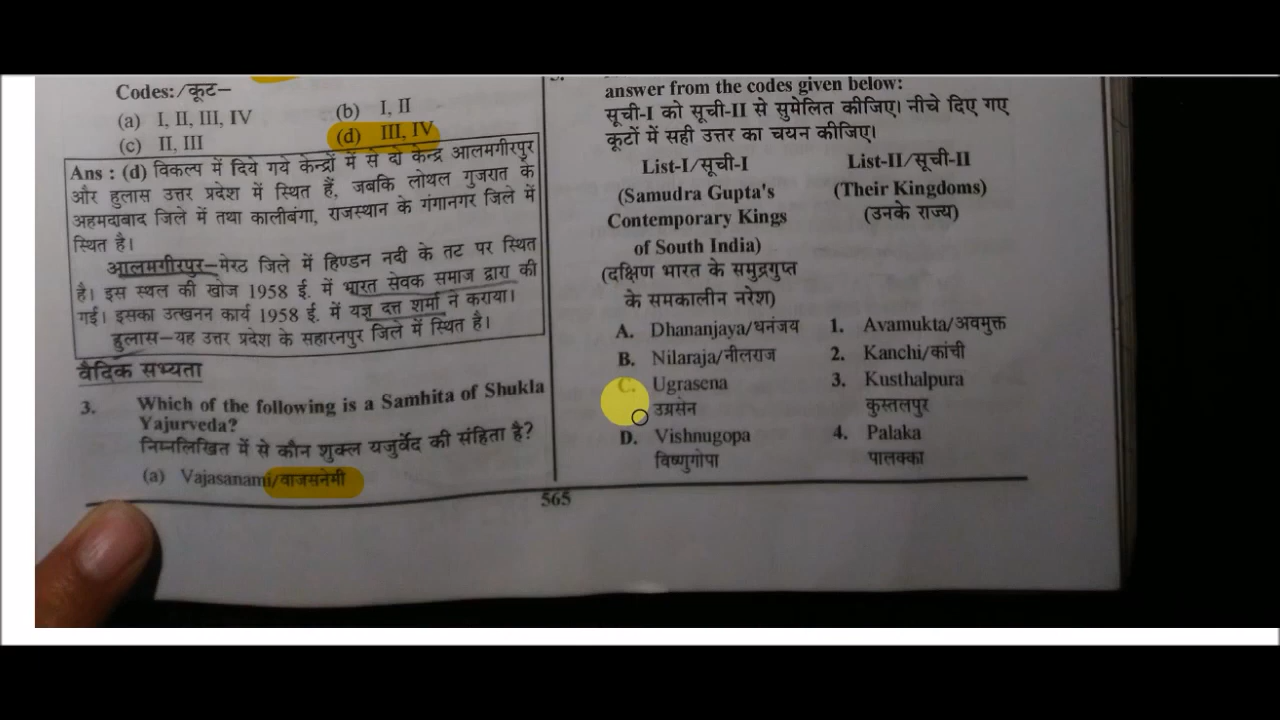 Codes:/कूट–
(a) I, II, III, IV (b) I, II
(c) II, III (d) III, IV
Ans : (d) विकल्प में दिये गये केन्द्रों में से दो केन्द्र आलमगीरपुर
और हुलास उत्तर प्रदेश में स्थित हैं, जबकि लोथल गुजरात के
अहमदाबाद जिले में तथा कालीबंगा, राजस्थान के गंगानगर जिले में
स्थित है।
आलमगीरपुर–मेरठ जिले में हिण्डन नदी के तट पर स्थित
है। इस स्थल की खोज 1958 ई. में भारत सेवक समाज द्वारा की
गई। इसका उत्खनन कार्य 1958 ई. में यज्ञ दत्त शर्मा ने कराया।
हुलास–यह उत्तर प्रदेश के सहारनपुर जिले में स्थित है।
वैदिक सभ्यता
3. Which of the following is a Samhita of Shukla
Yajurveda?
निम्नलिखित में से कौन शुक्ल यजुर्वेद की संहिता है?
(a) Vajasanami/वाजसनेमी
answer from the codes given below:
सूची-I को सूची-II से सुमेलित कीजिए। नीचे दिए गए
कूटों में सही उत्तर का चयन कीजिए।
List-I/सूची-I List-II/सूची-II
(Samudra Gupta's (Their Kingdoms)
Contemporary Kings (उनके राज्य)
of South India)
(दक्षिण भारत के समुद्रगुप्त
के समकालीन नरेश)
A. Dhananjaya/धनंजय 1. Avamukta/अवमुक्त
B. Nilaraja/नीलराज 2. Kanchi/कांची
C. Ugrasena 3. Kusthalpura
उग्रसेन कुस्तलपुर
D. Vishnugopa 4. Palaka
विष्णुगोपा पालक्का
565